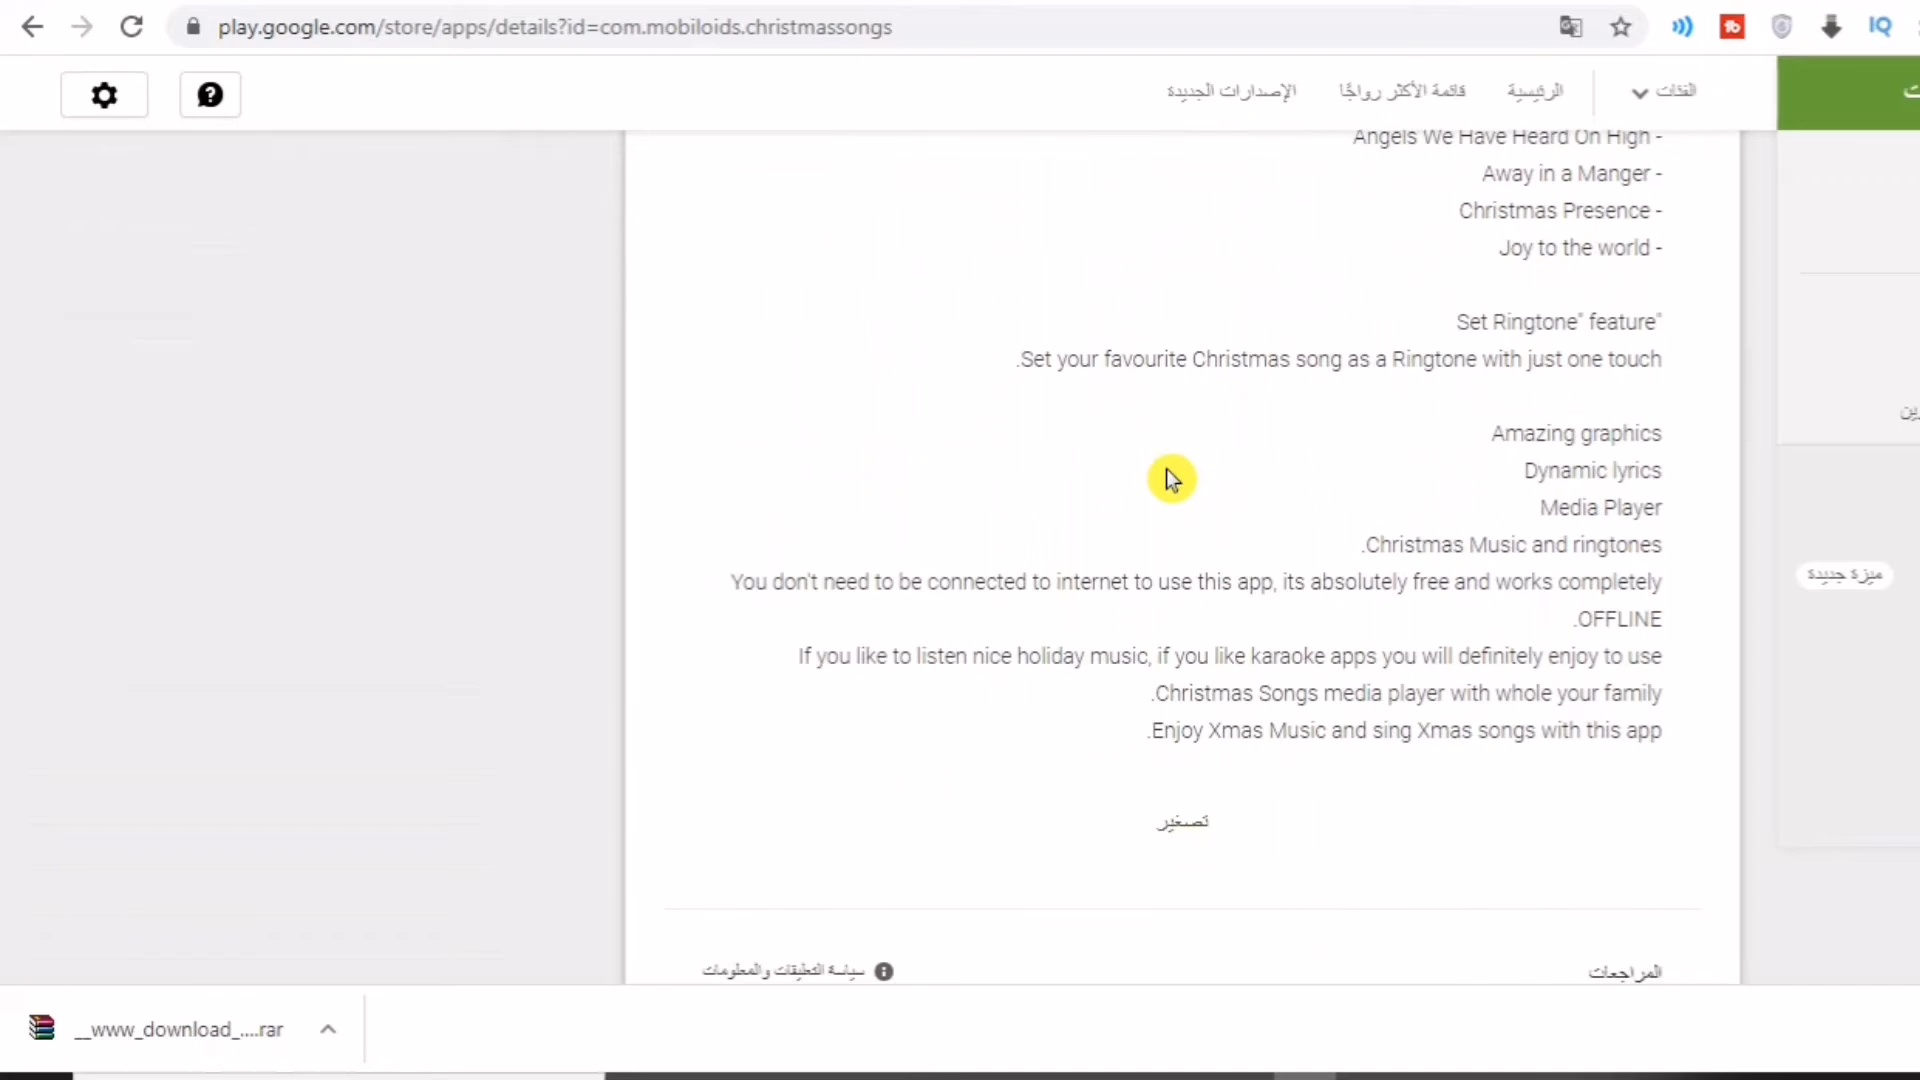 play.google.com/store/apps/details?id=com.mobiloids.christmassongs
IQ
الفئات
الرئيسية
قائمة الأكثر رواجًا
الإصدارات الجديدة
Angels We Have Heard On High -
Away in a Manger -
Christmas Presence -
Joy to the world -
Set Ringtone" feature"
.Set your favourite Christmas song as a Ringtone with just one touch
Amazing graphics
Dynamic lyrics
Media Player
.Christmas Music and ringtones
You don't need to be connected to internet to use this app, its absolutely free and works completely
.OFFLINE
If you like to listen nice holiday music, if you like karaoke apps you will definitely enjoy to use
.Christmas Songs media player with whole your family
.Enjoy Xmas Music and sing Xmas songs with this app
ميزة جديدة
تصغير
المراجعات
سياسة التعليقات والمعلومات
__www_download_....rar